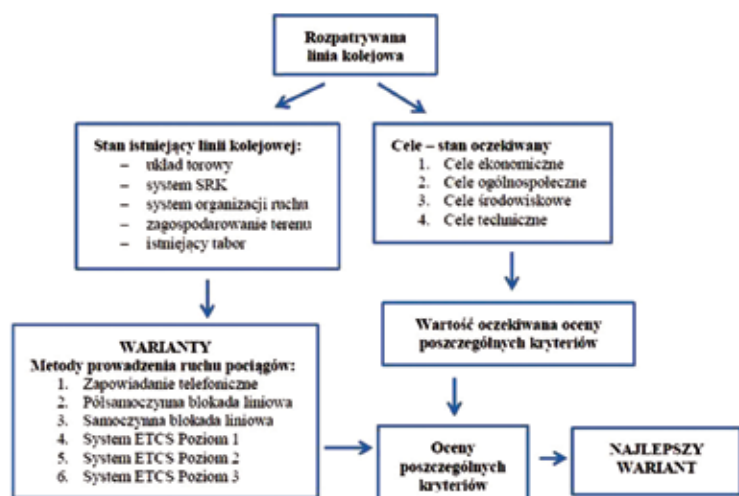 Rozpatrywana
linia kolejowa
Stan istniejący linii kolejowej:
– układ torowy
– system SRK
– system organizacji ruchu
– zagospodarowanie terenu
– istniejący tabor
Cele – stan oczekiwany
1. Cele ekonomiczne
2. Cele ogólnospołeczne
3. Cele środowiskowe
4. Cele techniczne
WARIANTY
Metody prowadzenia ruchu pociągów:
1. Zapowiadanie telefoniczne
2. Półsamoczynna blokada liniowa
3. Samoczynna blokada liniowa
4. System ETCS Poziom 1
5. System ETCS Poziom 2
6. System ETCS Poziom 3
Wartość oczekiwana oceny
poszczególnych kryteriów
Oceny
poszczególnych
kryteriów
NAJLEPSZY
WARIANT